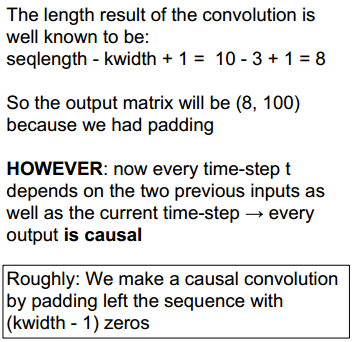 The length result of the convolution is
well known to be:
seqlength - kwidth + 1 = 10 - 3 + 1 = 8
So the output matrix will be (8, 100)
because we had padding
HOWEVER: now every time-step t
depends on the two previous inputs as
well as the current time-step → every
output is causal
Roughly: We make a causal convolution
by padding left the sequence with
(kwidth - 1) zeros